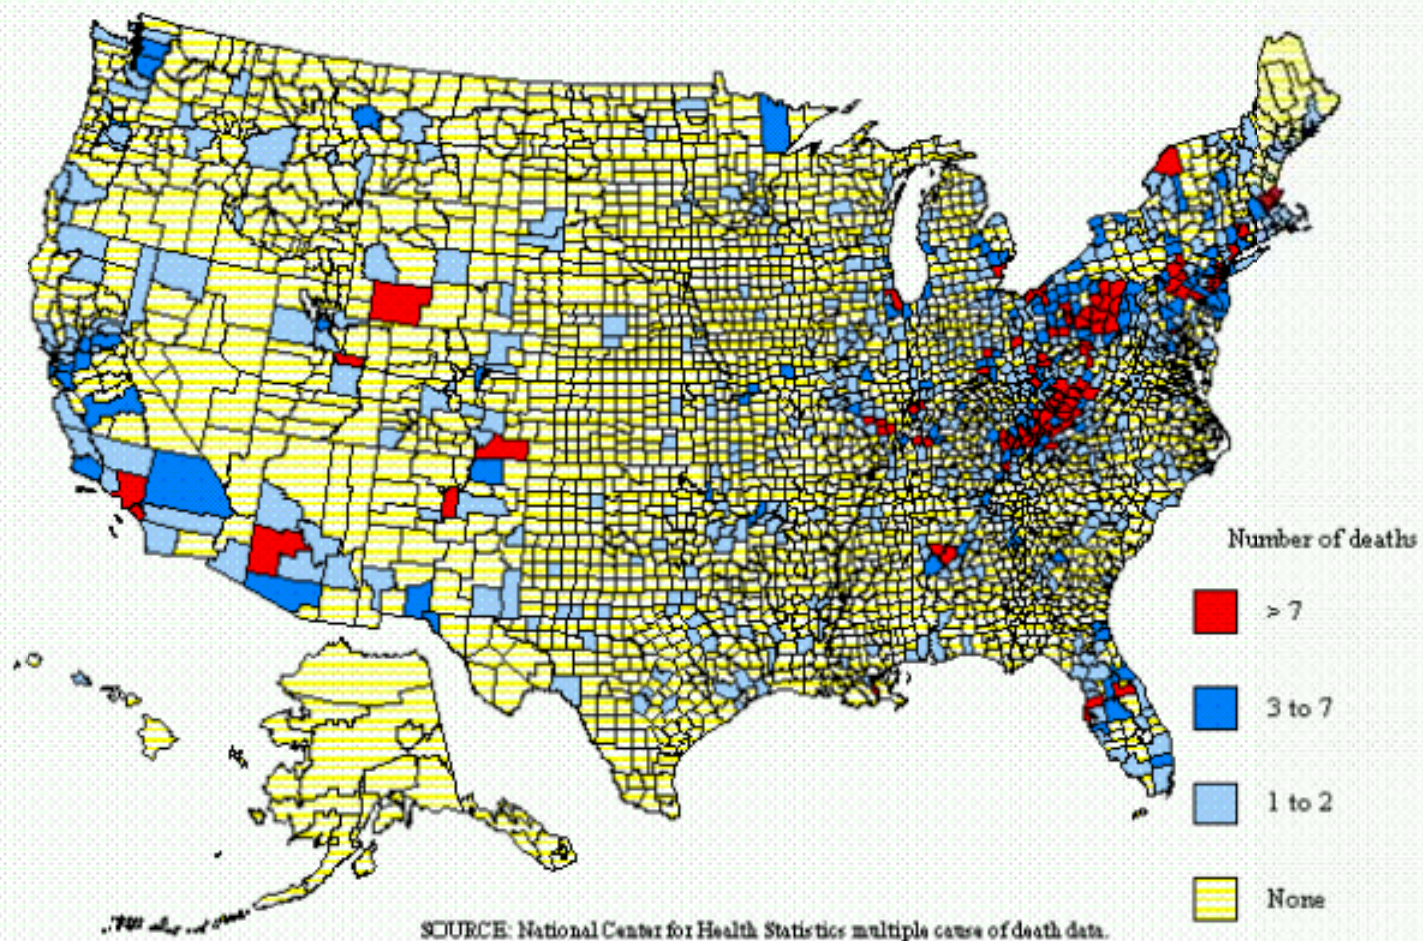 Number of deaths
> 7
3 to 7
1 to 2
None
SOURCE: National Center for Health Statistics multiple cause of death data.